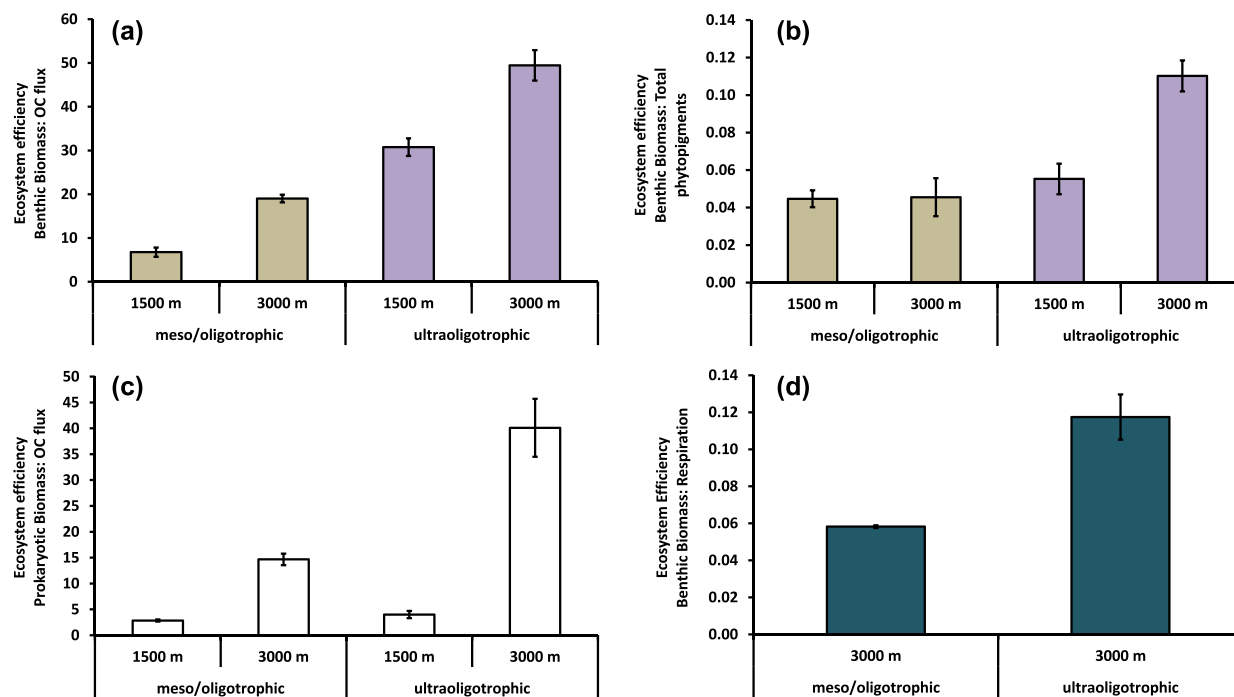 (a)
Ecosystem efficiency
Benthic Biomass: OC flux
60
50
40
30
20
10
0
1500 m 3000 m 1500 m 3000 m
meso/oligotrophic ultraoligotrophic
(b)
Ecosystem efficiency
Benthic Biomass: Total
phytopigments
0.14
0.12
0.10
0.08
0.06
0.04
0.02
0.00
1500 m 3000 m 1500 m 3000 m
meso/oligotrophic ultraoligotrophic
(c)
Ecosystem efficiency
Prokaryotic Biomass: OC flux
50
45
40
35
30
25
20
15
10
5
0
1500 m 3000 m 1500 m 3000 m
meso/oligotrophic ultraoligotrophic
(d)
Ecosystem Efficiency
Benthic Biomass: Respiration
0.14
0.12
0.10
0.08
0.06
0.04
0.02
0.00
3000 m 3000 m
meso/oligotrophic ultraoligotrophic